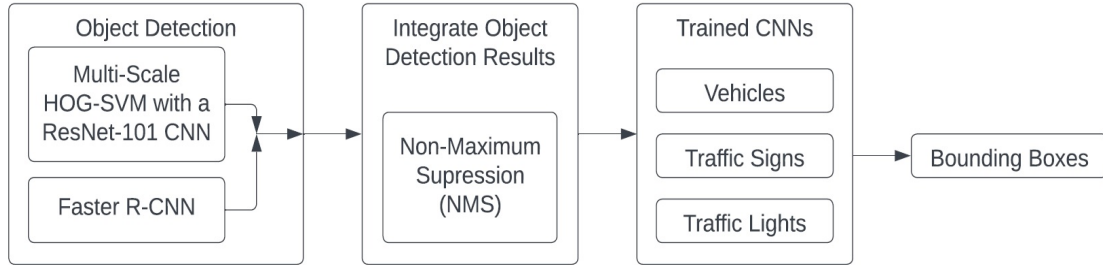 Object Detection
Multi-Scale
HOG-SVM with a
ResNet-101 CNN
Faster R-CNN
Integrate Object
Detection Results
Non-Maximum
Supression
(NMS)
Trained CNNs
Vehicles
Traffic Signs
Traffic Lights
Bounding Boxes